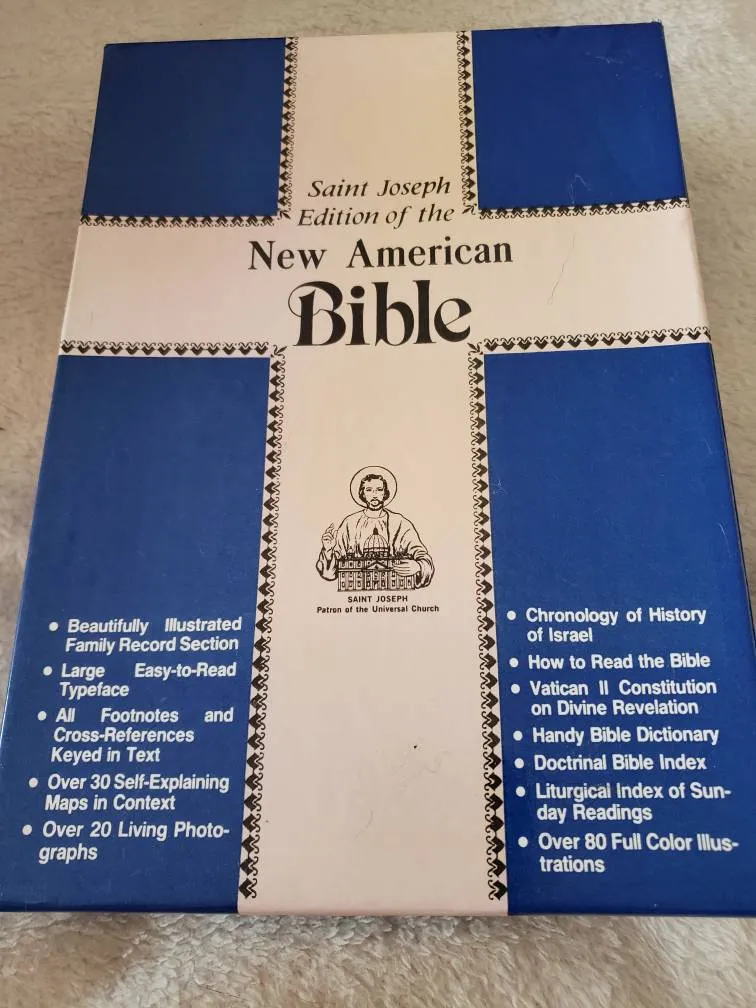 Saint Joseph
Edition of the
New American
Bible
SAINT JOSEPH
Patron of the Universal Church
• Beautifully Illustrated
Family Record Section
• Large Easy-to-Read
Typeface
• All Footnotes and
Cross-References
Keyed in Text
• Over 30 Self-Explaining
Maps in Context
• Over 20 Living Photo-
graphs
• Chronology of History
of Israel
• How to Read the Bible
• Vatican II Constitution
on Divine Revelation
• Handy Bible Dictionary
• Doctrinal Bible Index
• Liturgical Index of Sun-
day Readings
• Over 80 Full Color Illus-
trations